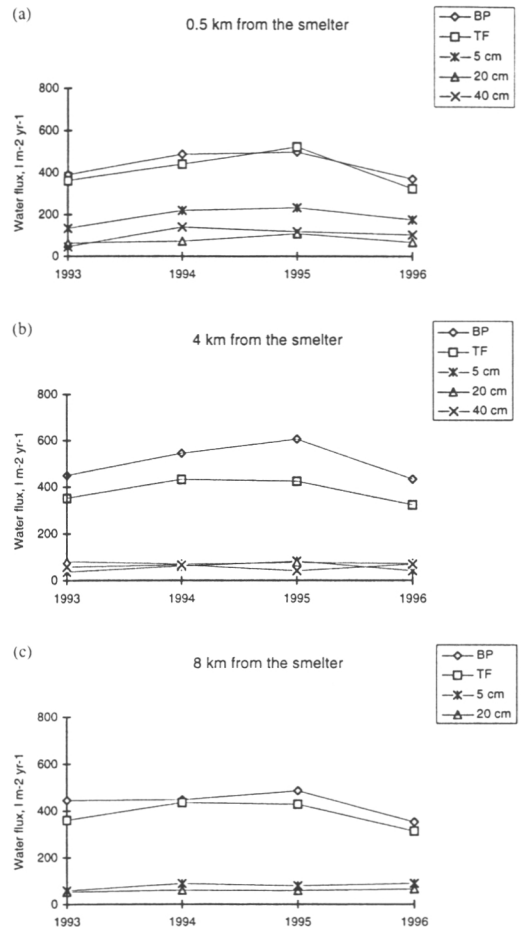 (a)
0.5 km from the smelter
BP
TF
5 cm
20 cm
40 cm
Water flux, l m-2 yr-1
800
600
400
200
0
1993 1994 1995 1996
(b)
4 km from the smelter
BP
TF
5 cm
20 cm
40 cm
Water flux, l m-2 yr-1
800
600
400
200
0
1993 1994 1995 1996
(c)
8 km from the smelter
BP
TF
5 cm
20 cm
Water flux, l m-2 yr-1
800
600
400
200
0
1993 1994 1995 1996